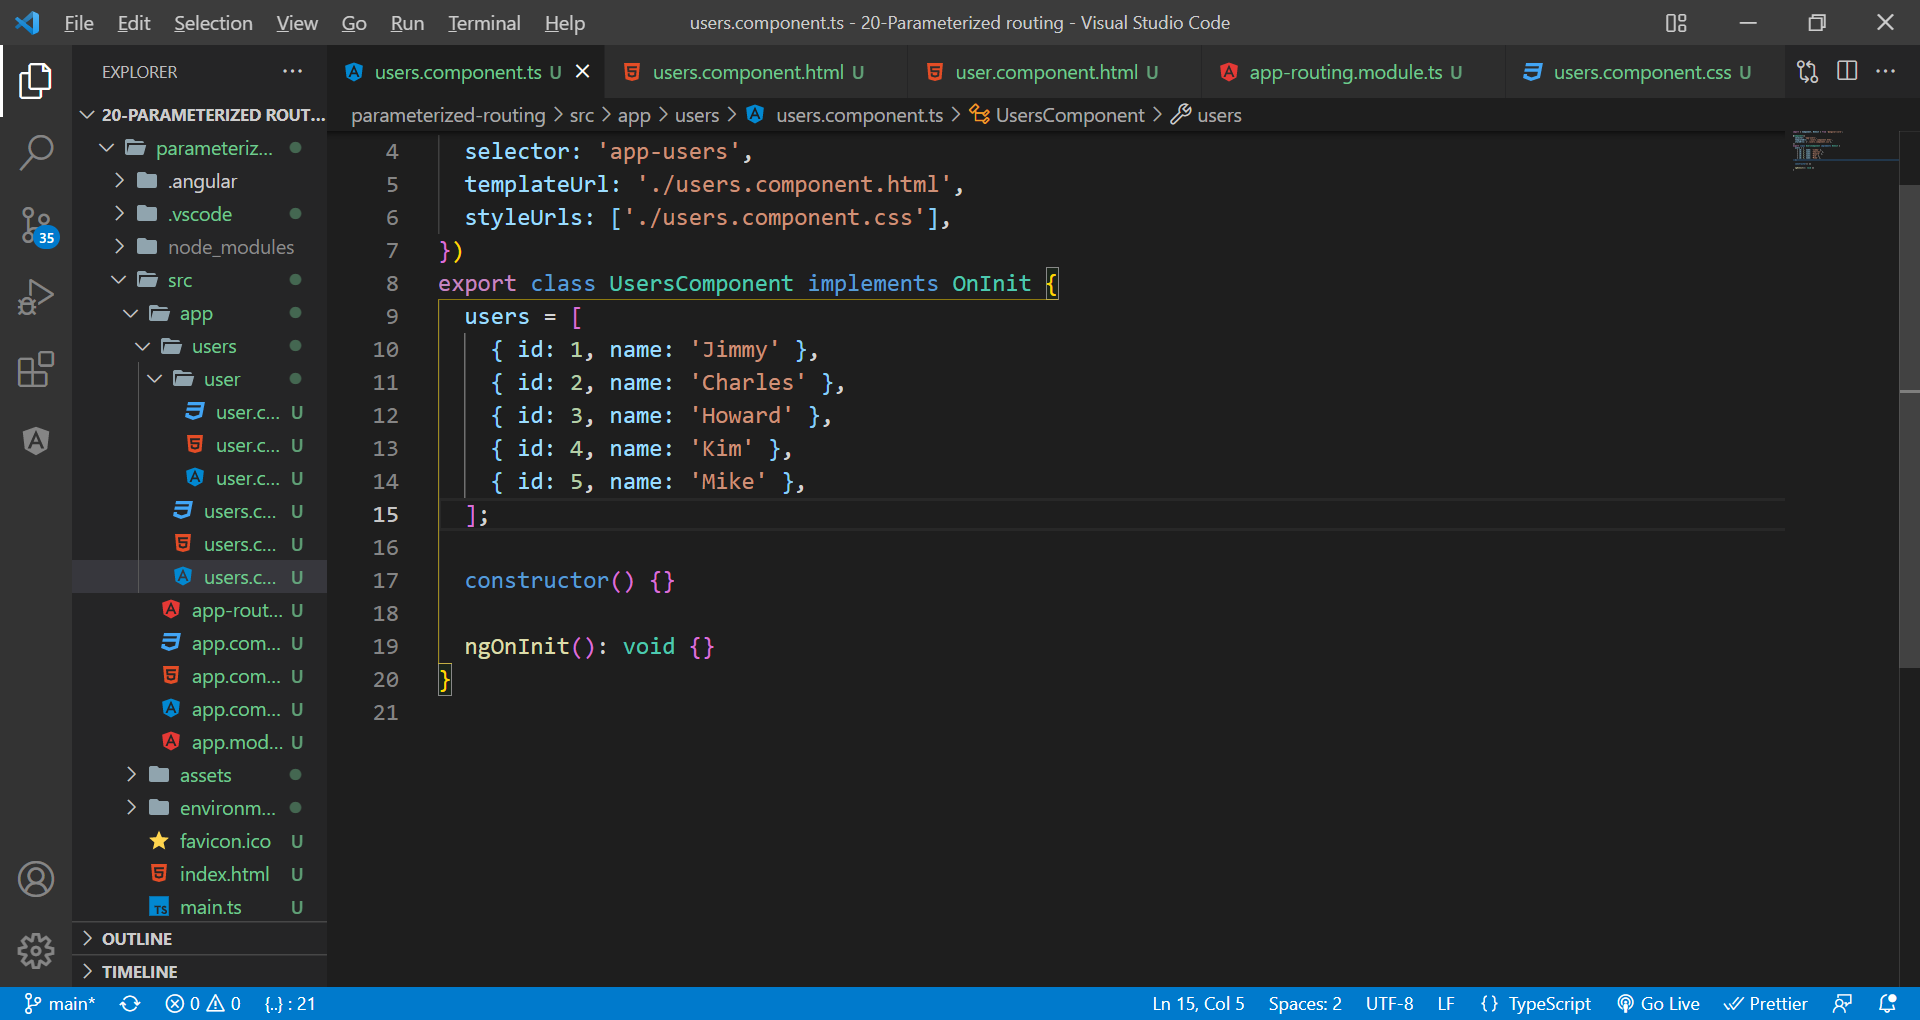 File Edit Selection View Go Run Terminal Help
users.component.ts - 20-Parameterized routing - Visual Studio Code
EXPLORER
users.component.ts U
users.component.html U
user.component.html U
app-routing.module.ts U
users.component.css U
parameterized-routing > src > app > users > users.component.ts > UsersComponent > users
20-PARAMETERIZED ROUT...
parameteriz...
.angular
.vscode
node_modules
src
app
users
user
user.c... U
user.c... U
user.c... U
users.c... U
users.c... U
users.c... U
app-rout... U
app.com... U
app.com... U
app.com... U
app.mod... U
assets
environm...
favicon.ico U
index.html U
TS main.ts U
OUTLINE
TIMELINE
35
4 selector: 'app-users',
5 templateUrl: './users.component.html',
6 styleUrls: ['./users.component.css'],
7 })
8 export class UsersComponent implements OnInit {
9 users = [
10 { id: 1, name: 'Jimmy' },
11 { id: 2, name: 'Charles' },
12 { id: 3, name: 'Howard' },
13 { id: 4, name: 'Kim' },
14 { id: 5, name: 'Mike' },
15 ];
16
17 constructor() {}
18
19 ngOnInit(): void {}
20 }
21
main* 0 0 {..} : 21
Ln 15, Col 5 Spaces: 2 UTF-8 LF {} TypeScript Go Live Prettier